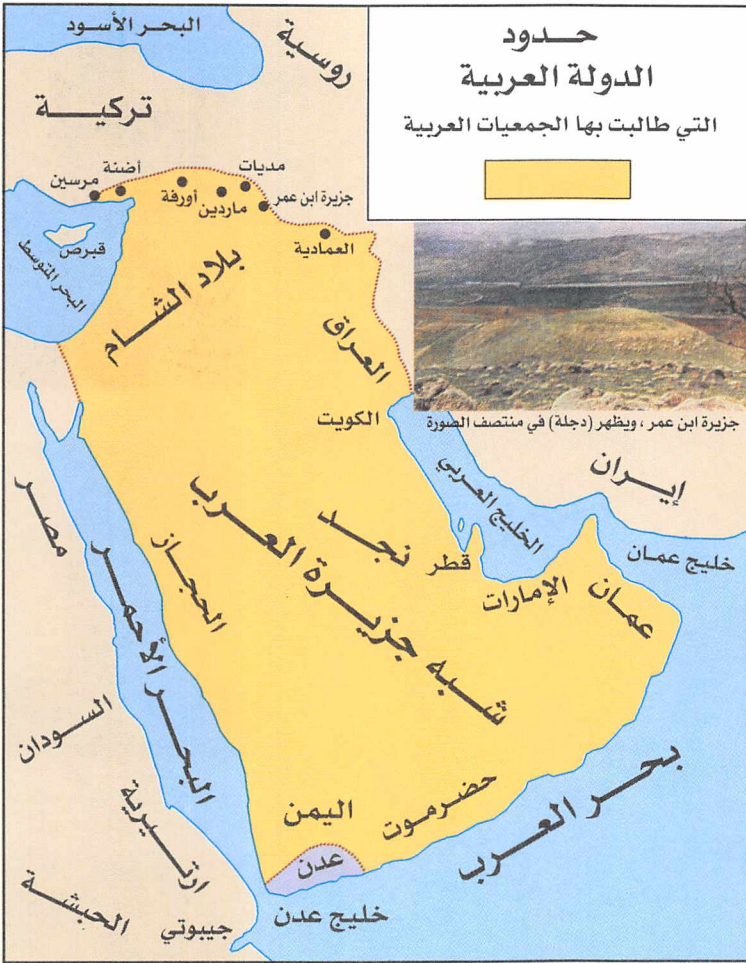 حدود
الدولة العربية
التي طالبت بها الجمعيات العربية
البحر الأسود
روسية
تركية
مديات
أضنة
مرسين
أورفة
ماردين
جزيرة ابن عمر
العمادية
قبرص
البحر المتوسط
بلاد الشام
العراق
جزيرة ابن عمر ، ويظهر (دجلة) في منتصف الصورة
الكويت
إيران
الخليج العربي
مصر
نجد
قطر
خليج عمان
الحجاز
الإمارات
عمان
شبه جزيرة العرب
البحر الأحمر
السودان
بحر العرب
حضرموت
اليمن
ارتيرية
عدن
الحبشة
جيبوتي
خليج عدن